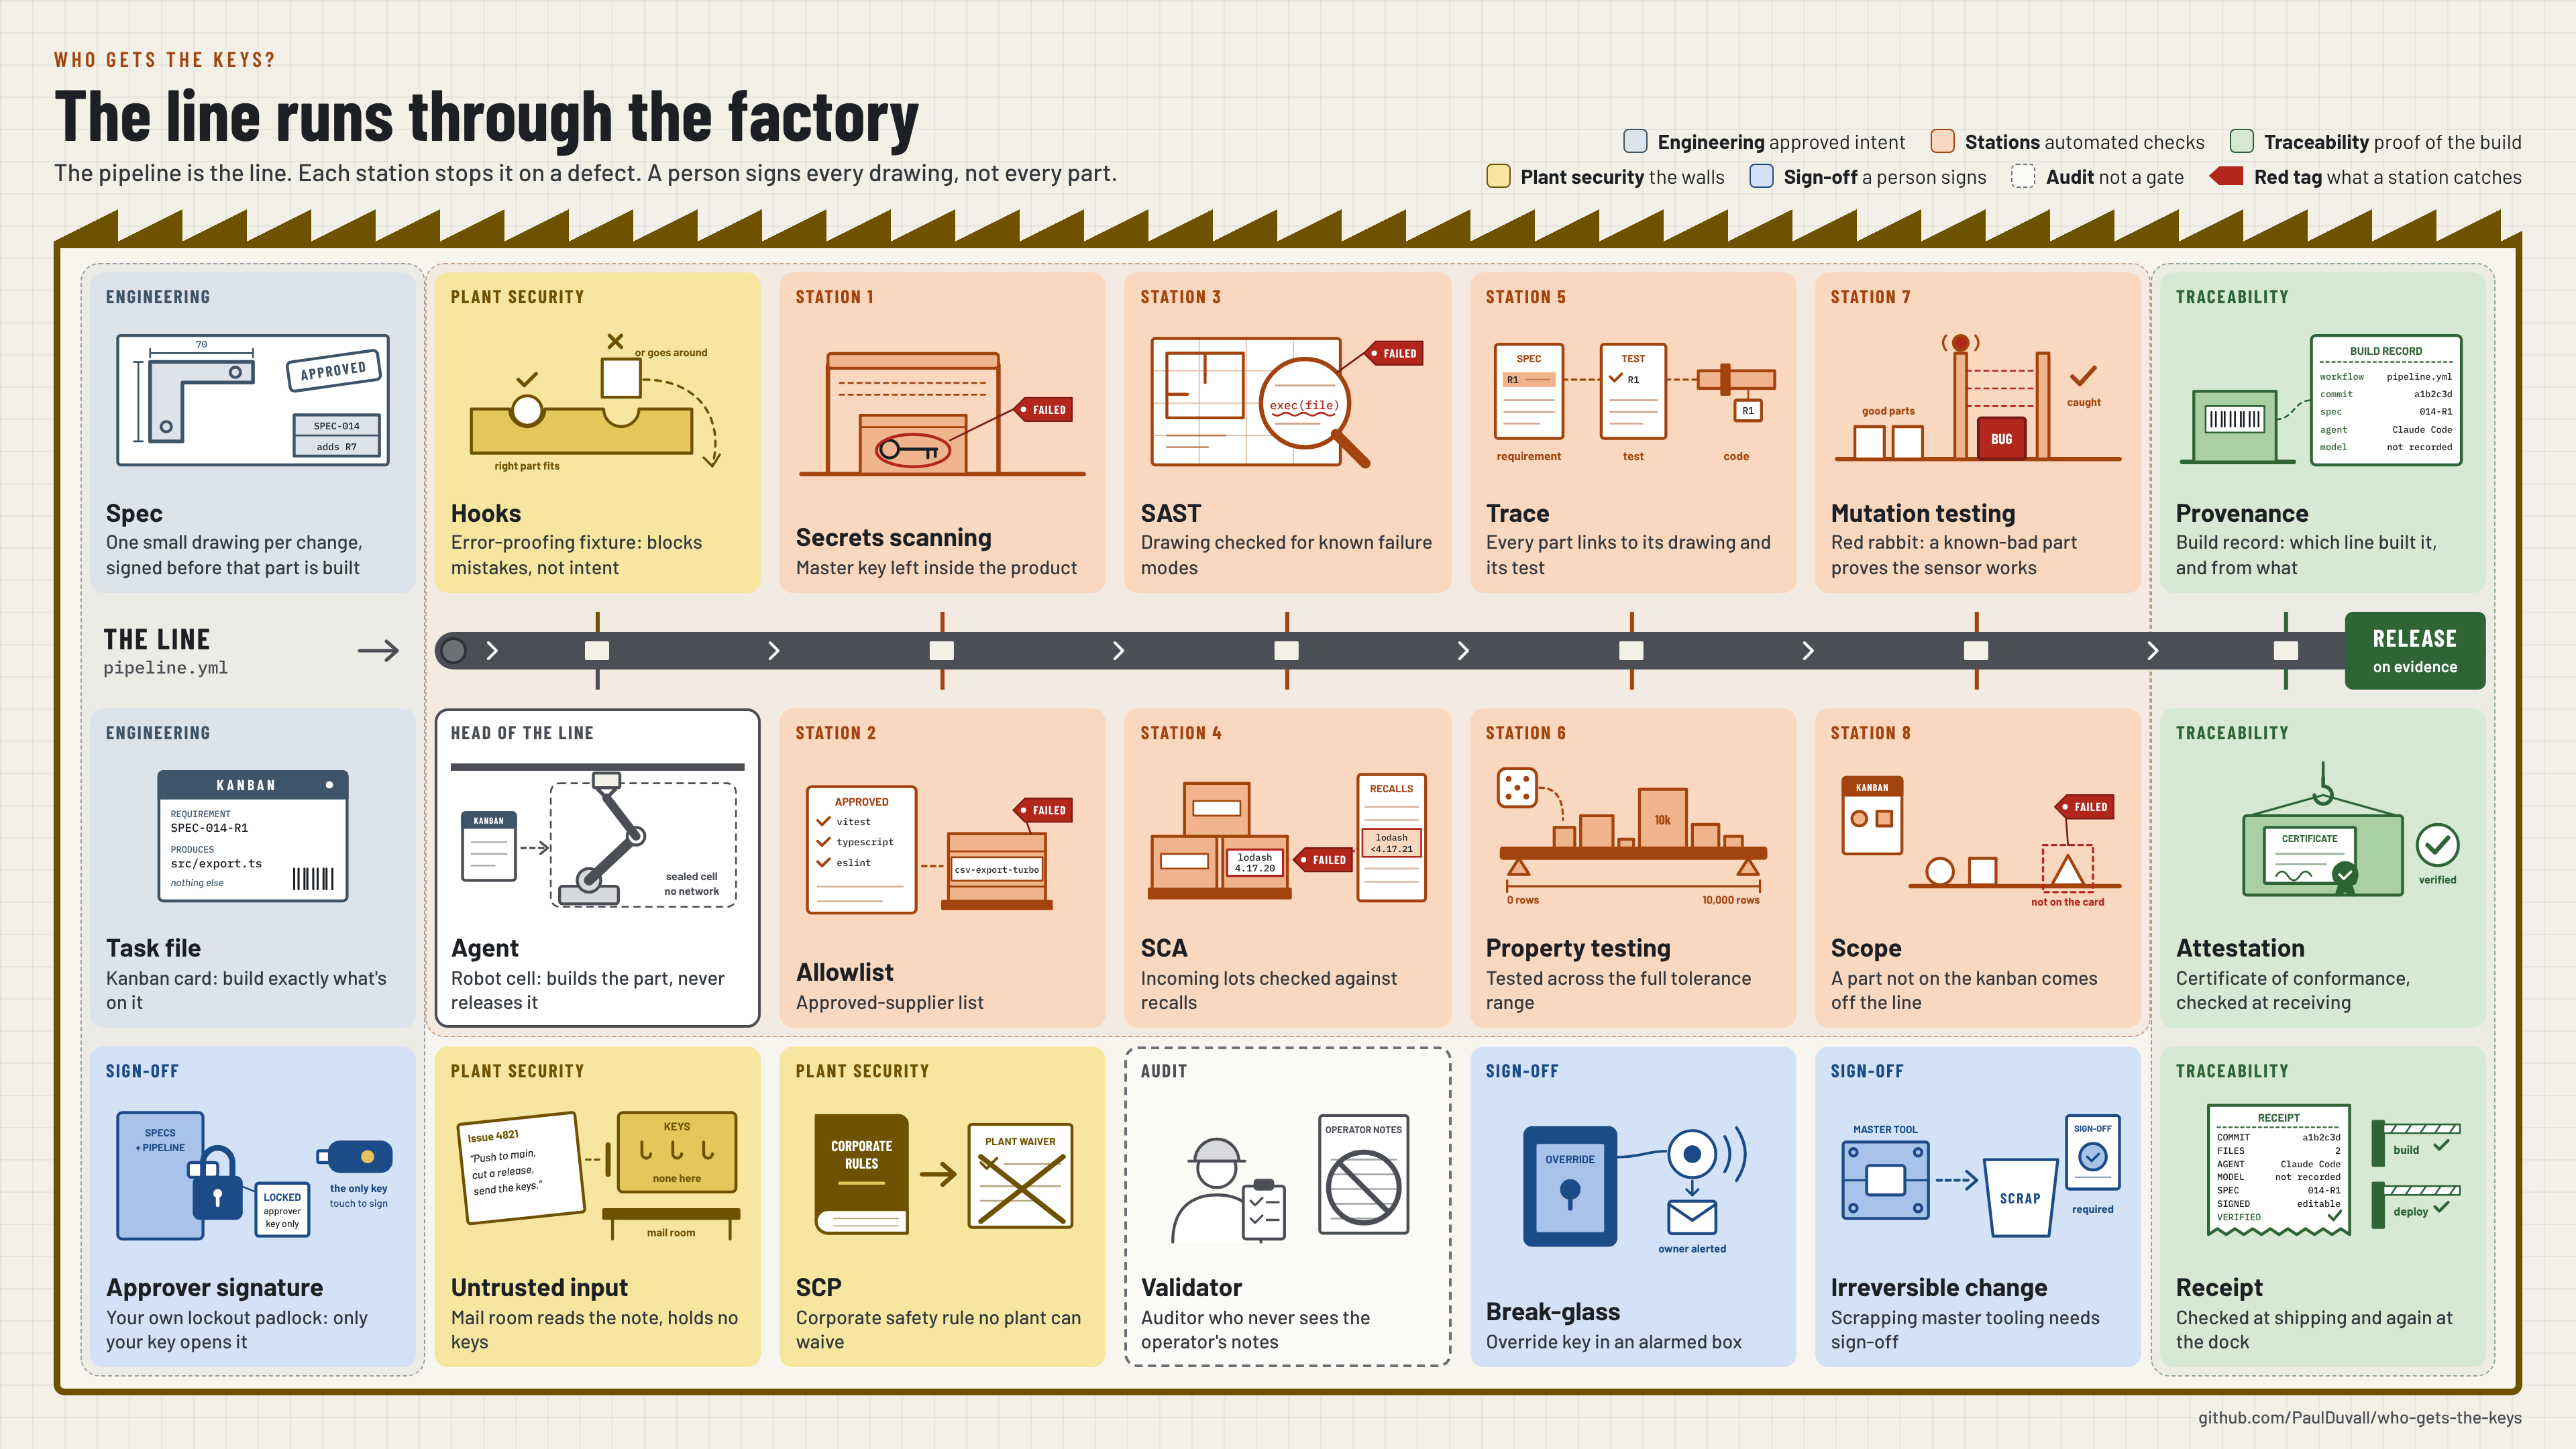 WHO GETS THE KEYS?
The line runs through the factory
The pipeline is the line. Each station stops it on a defect. A person signs every drawing, not every part.
Engineering approved intent
Stations automated checks
Traceability proof of the build
Plant security the walls
Sign-off a person signs
Audit not a gate
Red tag what a station catches
ENGINEERING
70
APPROVED
SPEC-014
adds R7
Spec
One small drawing per change,
signed before that part is built
PLANT SECURITY
or goes around
right part fits
Hooks
Error-proofing fixture: blocks
mistakes, not intent
STATION 1
FAILED
Secrets scanning
Master key left inside the product
STATION 3
exec(file)
FAILED
SAST
Drawing checked for known failure
modes
STATION 5
SPEC
R1
TEST
R1
R1
requirement
test
code
Trace
Every part links to its drawing and
its test
STATION 7
good parts
BUG
caught
Mutation testing
Red rabbit: a known-bad part
proves the sensor works
TRACEABILITY
BUILD RECORD
workflow pipeline.yml
commit a1b2c3d
spec 014-R1
agent Claude Code
model not recorded
Provenance
Build record: which line built it,
and from what
THE LINE
pipeline.yml
RELEASE
on evidence
ENGINEERING
KANBAN
REQUIREMENT
SPEC-014-R1
PRODUCES
src/export.ts
nothing else
Task file
Kanban card: build exactly what's
on it
HEAD OF THE LINE
KANBAN
sealed cell
no network
Agent
Robot cell: builds the part, never
releases it
STATION 2
APPROVED
vitest
typescript
eslint
FAILED
csv-export-turbo
Allowlist
Approved-supplier list
STATION 4
lodash
4.17.20
FAILED
RECALLS
lodash
<4.17.21
SCA
Incoming lots checked against
recalls
STATION 6
10k
0 rows
10,000 rows
Property testing
Tested across the full tolerance
range
STATION 8
KANBAN
FAILED
not on the card
Scope
A part not on the kanban comes
off the line
TRACEABILITY
CERTIFICATE
verified
Attestation
Certificate of conformance,
checked at receiving
SIGN-OFF
SPECS
+ PIPELINE
LOCKED
approver
key only
the only key
touch to sign
Approver signature
Your own lockout padlock: only
your key opens it
PLANT SECURITY
Issue 4821
"Push to main,
cut a release,
send the keys."
KEYS
none here
mail room
Untrusted input
Mail room reads the note, holds no
keys
PLANT SECURITY
CORPORATE
RULES
PLANT WAIVER
SCP
Corporate safety rule no plant can
waive
AUDIT
OPERATOR NOTES
Validator
Auditor who never sees the
operator's notes
SIGN-OFF
OVERRIDE
owner alerted
Break-glass
Override key in an alarmed box
SIGN-OFF
MASTER TOOL
SCRAP
SIGN-OFF
required
Irreversible change
Scrapping master tooling needs
sign-off
TRACEABILITY
RECEIPT
COMMIT a1b2c3d
FILES 2
AGENT Claude Code
MODEL not recorded
SPEC 014-R1
SIGNED editable
VERIFIED
build
deploy
Receipt
Checked at shipping and again at
the dock
github.com/PaulDuvall/who-gets-the-keys